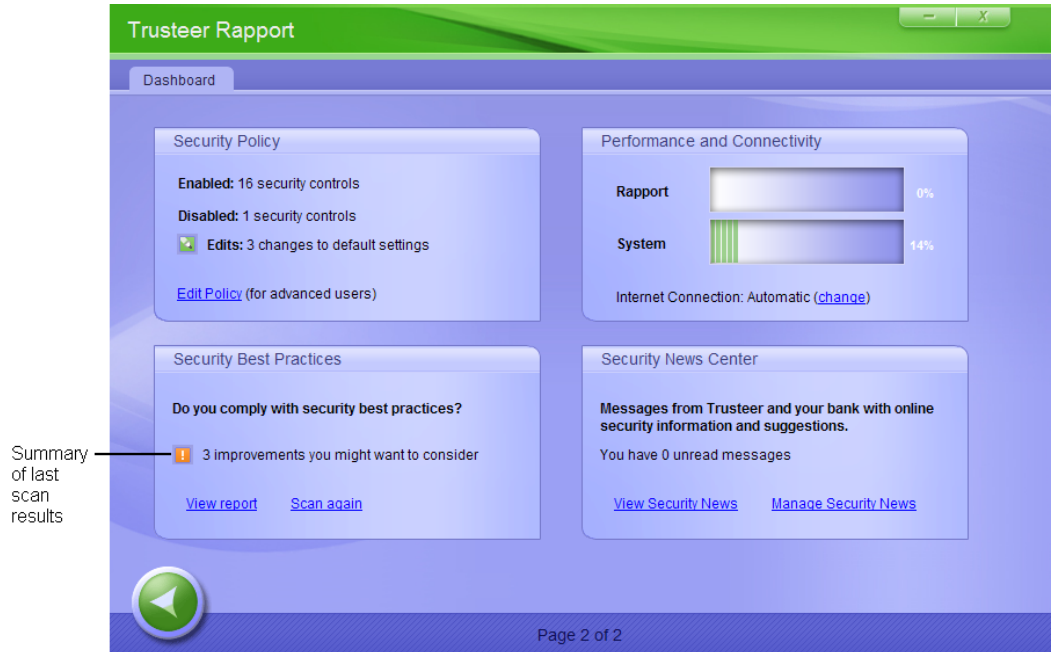 Trusteer Rapport
– X
Dashboard
Security Policy
Enabled: 16 security controls
Disabled: 1 security controls
Edits: 3 changes to default settings
Edit Policy (for advanced users)
Performance and Connectivity
Rapport 0%
System 14%
Internet Connection: Automatic (change)
Security Best Practices
Do you comply with security best practices?
! 3 improvements you might want to consider
View report Scan again
Security News Center
Messages from Trusteer and your bank with online
security information and suggestions.
You have 0 unread messages
View Security News Manage Security News
Summary
of last
scan
results
Page 2 of 2